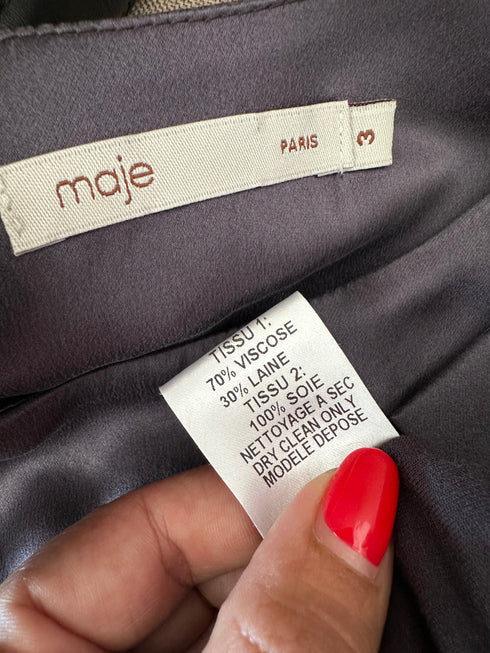 maje
PARIS
3
TISSU 1:
70% VISCOSE
30% LAINE
TISSU 2:
100% SOIE
NETTOYAGE A SEC
DRY CLEAN ONLY
MODELE DEPOSE